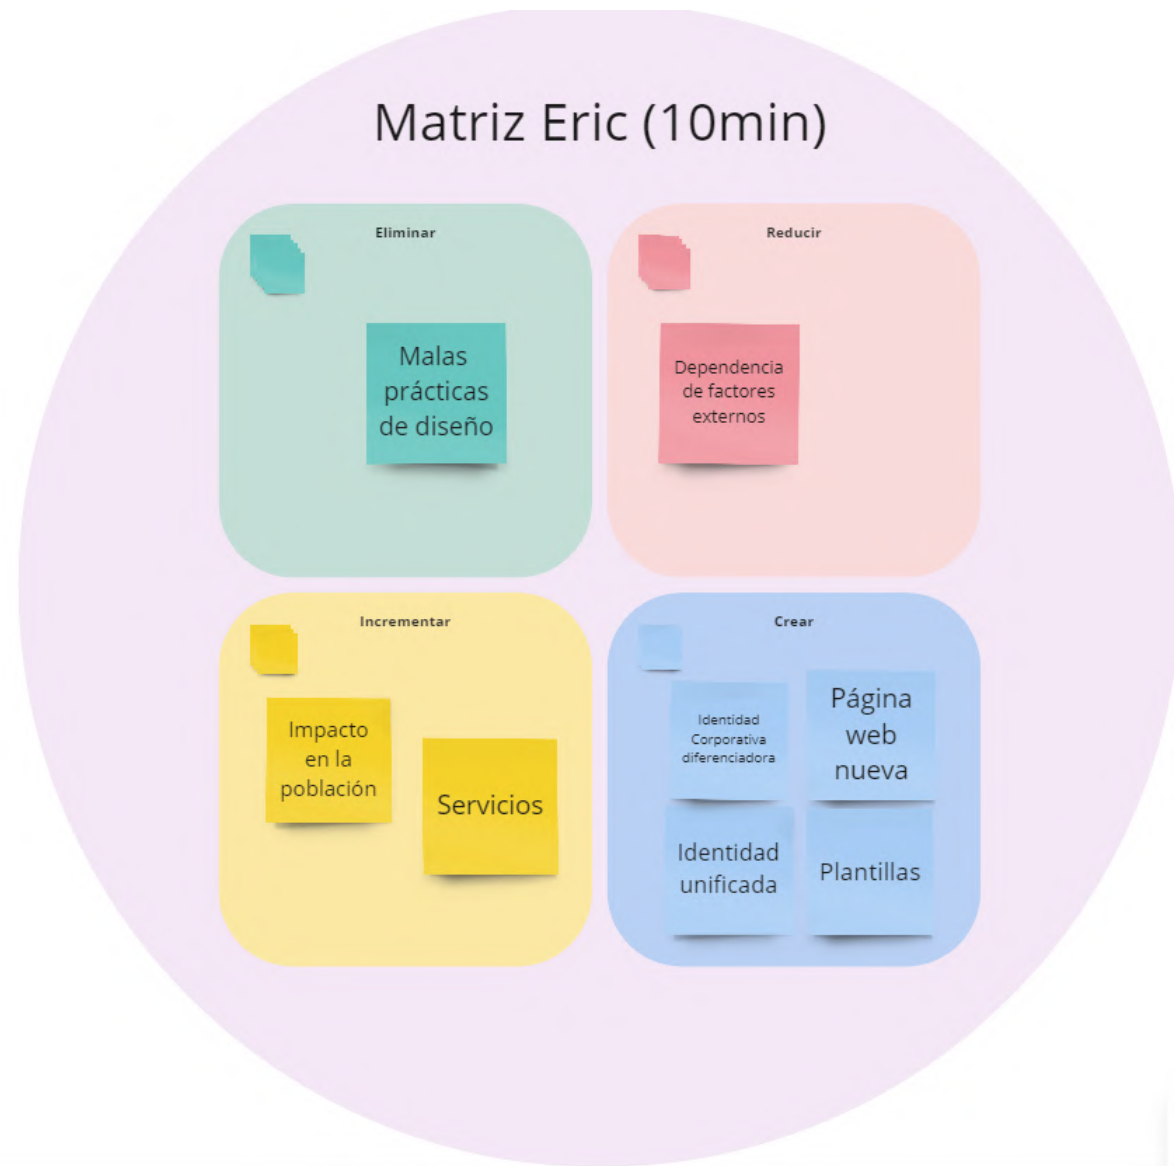 Matriz Eric (10min)
Eliminar
Malas
prácticas
de diseño
Reducir
Dependencia
de factores
externos
Incrementar
Impacto
en la
población
Servicios
Crear
Identidad
Corporativa
diferenciadora
Página
web
nueva
Identidad
unificada
Plantillas